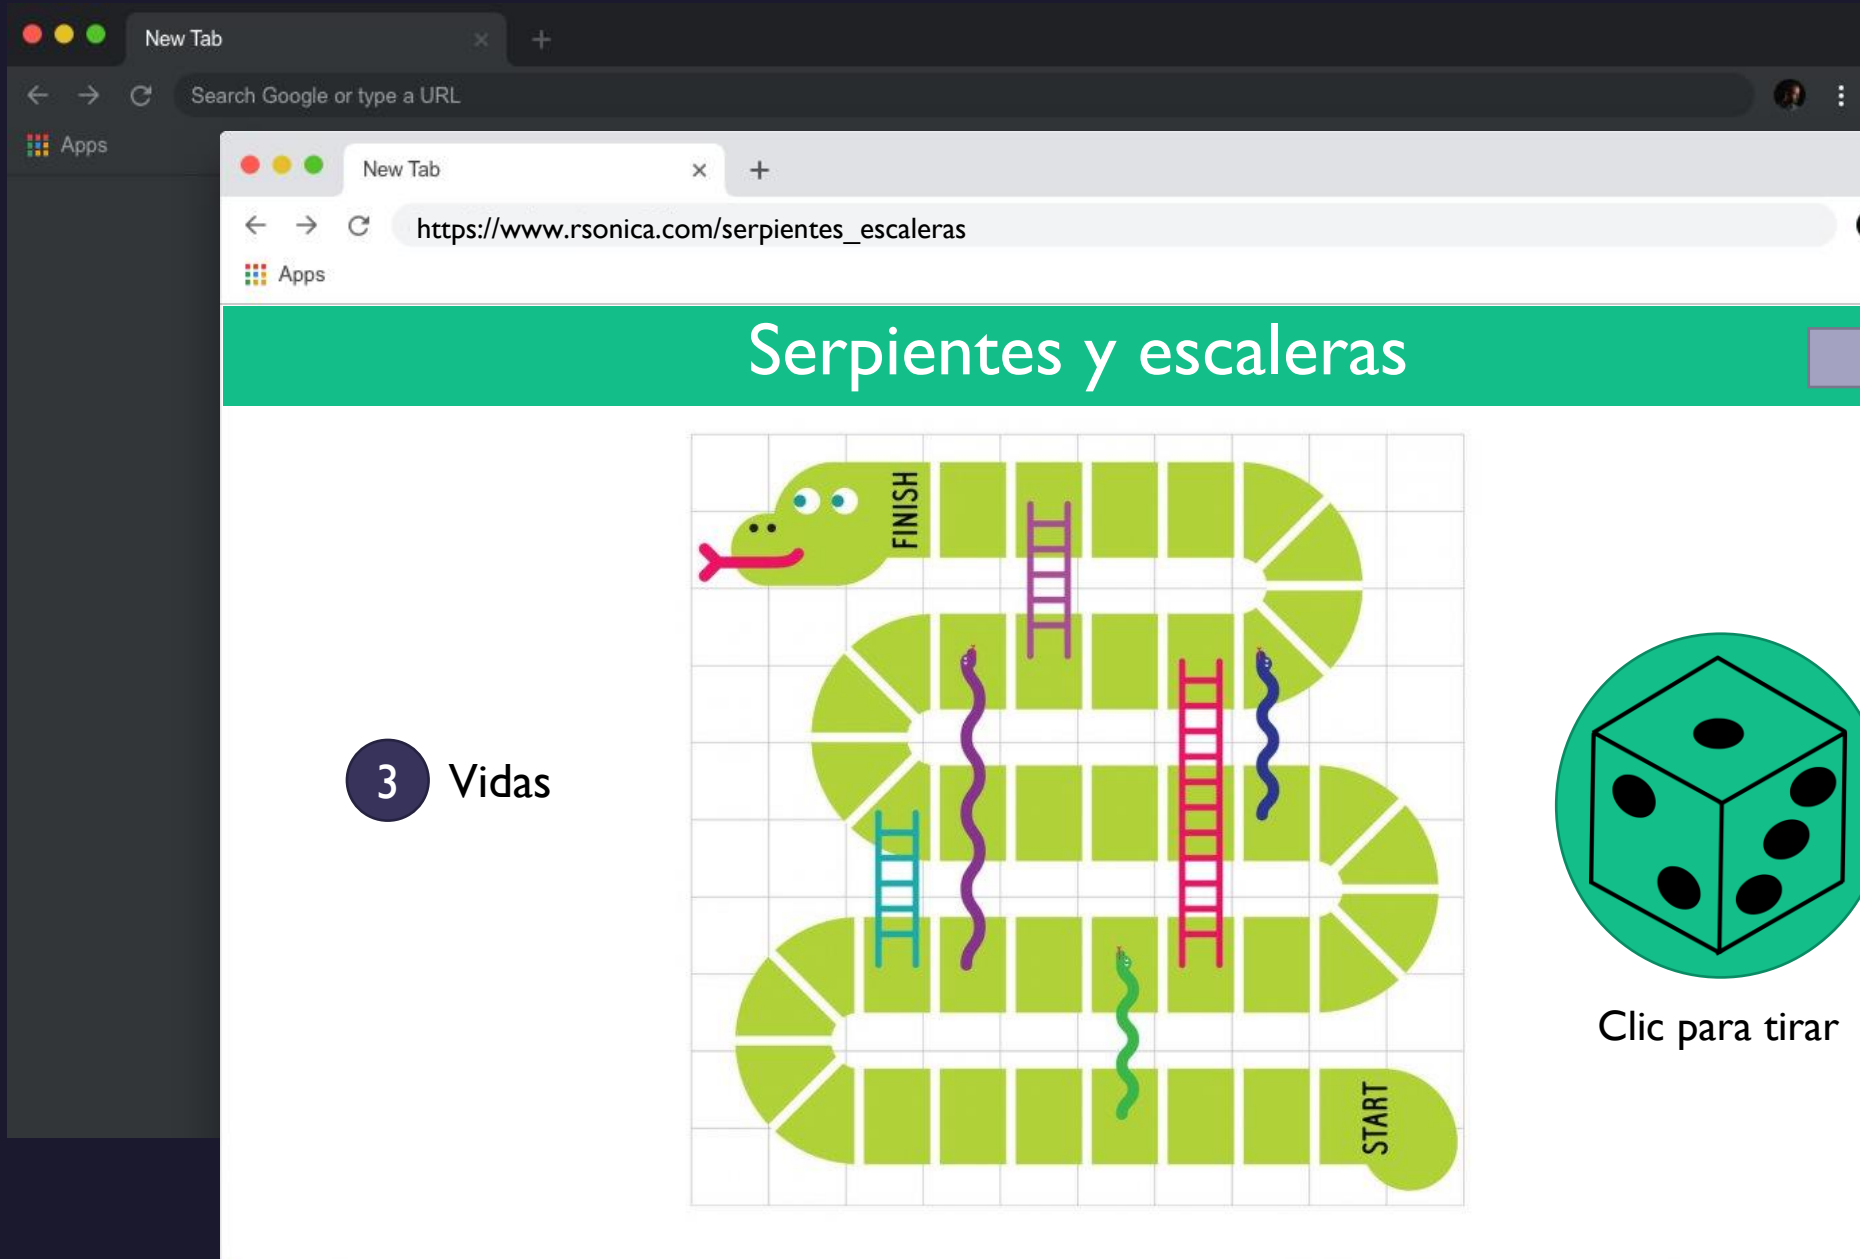 New Tab
Search Google or type a URL
Apps
New Tab
https://www.rsonica.com/serpientes_escaleras
Apps
Serpientes y escaleras
FINISH
3 Vidas
Clic para tirar
START